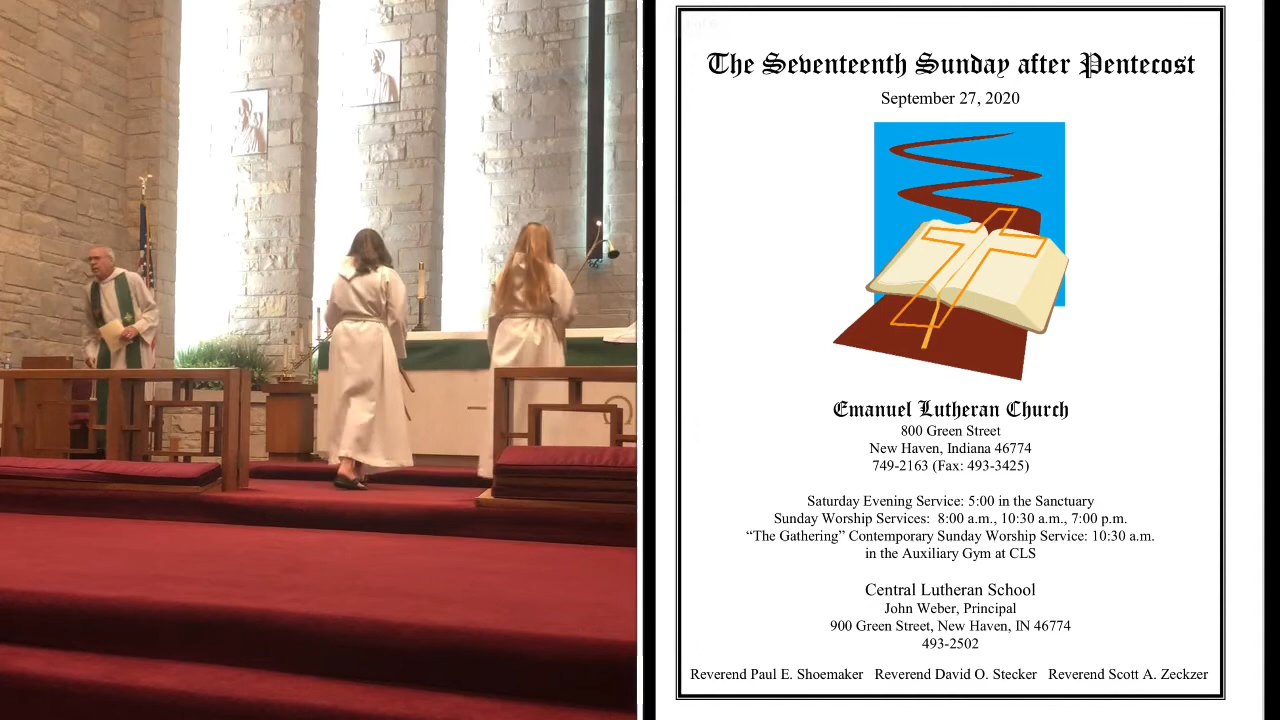 The Seventeenth Sunday after Pentecost
September 27, 2020
Emanuel Lutheran Church
800 Green Street
New Haven, Indiana 46774
749-2163 (Fax: 493-3425)
Saturday Evening Service: 5:00 in the Sanctuary
Sunday Worship Services:  8:00 a.m., 10:30 a.m., 7:00 p.m.
“The Gathering” Contemporary Sunday Worship Service: 10:30 a.m.
in the Auxiliary Gym at CLS
Central Lutheran School
John Weber, Principal
900 Green Street, New Haven, IN 46774
493-2502
Reverend Paul E. Shoemaker   Reverend David O. Stecker   Reverend Scott A. Zeckzer